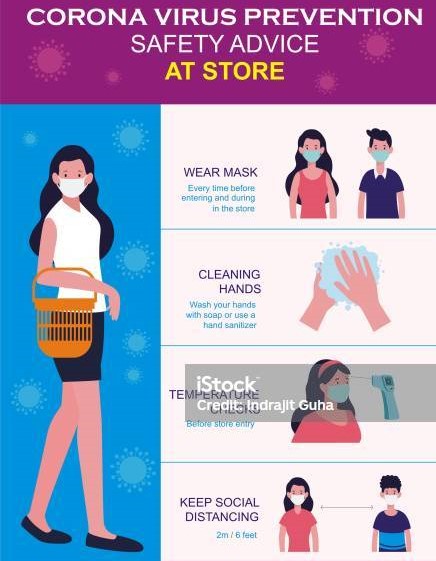 CORONA VIRUS PREVENTION
SAFETY ADVICE
AT STORE
WEAR MASK
Every time before
entering and during
in the store
CLEANING
HANDS
Wash your hands
with soap or use a
hand sanitizer
TEMPERATURE
CHECKS
Before store entry
iStock
Credit: Indrajit Guha
KEEP SOCIAL
DISTANCING
2m / 6 feet